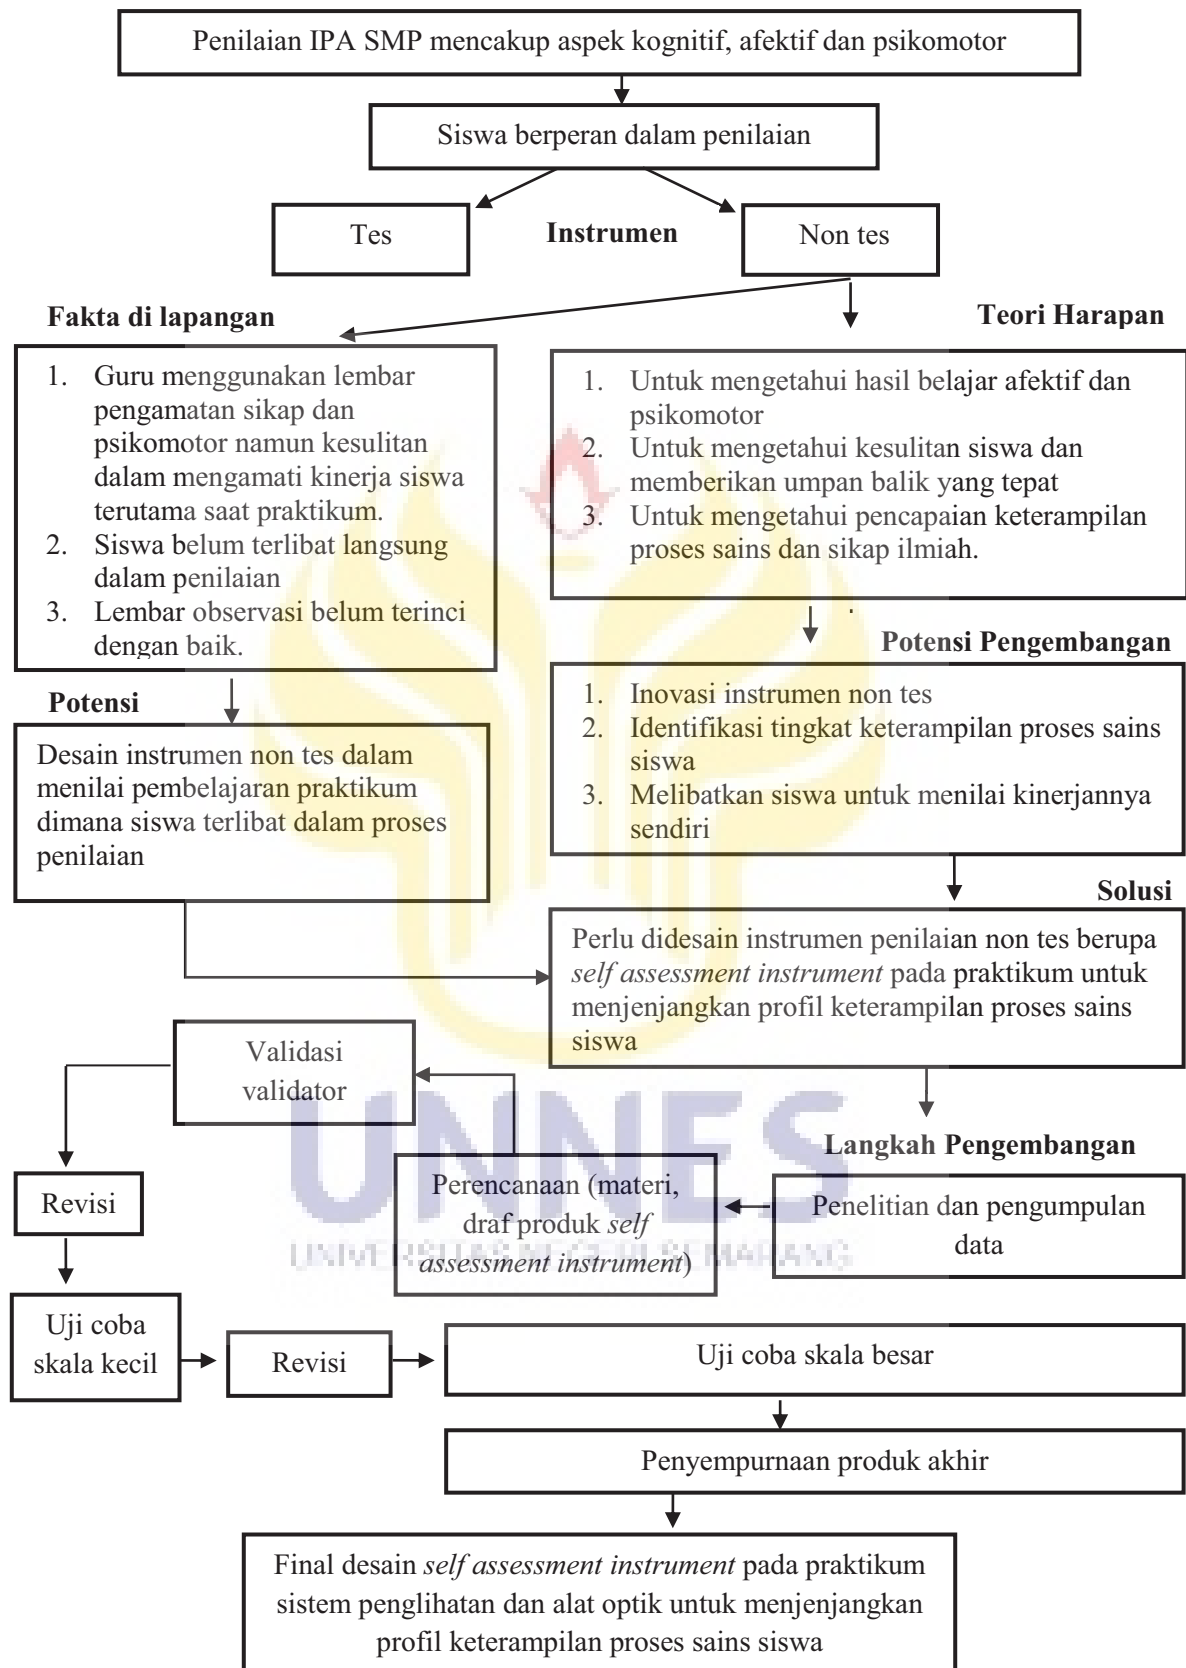 Penilaian IPA SMP mencakup aspek kognitif, afektif dan psikomotor
Siswa berperan dalam penilaian
Tes
Instrumen
Non tes
Fakta di lapangan
1. Guru menggunakan lembar
pengamatan sikap dan
psikomotor namun kesulitan
dalam mengamati kinerja siswa
terutama saat praktikum.
2. Siswa belum terlibat langsung
dalam penilaian
3. Lembar observasi belum terinci
dengan baik.
Teori Harapan
1. Untuk mengetahui hasil belajar afektif dan
psikomotor
2. Untuk mengetahui kesulitan siswa dan
memberikan umpan balik yang tepat
3. Untuk mengetahui pencapaian keterampilan
proses sains dan sikap ilmiah.
Potensi
Desain instrumen non tes dalam
menilai pembelajaran praktikum
dimana siswa terlibat dalam proses
penilaian
Potensi Pengembangan
1. Inovasi instrumen non tes
2. Identifikasi tingkat keterampilan proses sains
siswa
3. Melibatkan siswa untuk menilai kinerjannya
sendiri
Solusi
Perlu didesain instrumen penilaian non tes berupa
self assessment instrument pada praktikum untuk
menjenjangkan profil keterampilan proses sains
siswa
Langkah Pengembangan
Penelitian dan pengumpulan
data
Perencanaan (materi,
draf produk self
assessment instrument)
Validasi
validator
Revisi
Uji coba
skala kecil
Revisi
Uji coba skala besar
Penyempurnaan produk akhir
Final desain self assessment instrument pada praktikum
sistem penglihatan dan alat optik untuk menjenjangkan
profil keterampilan proses sains siswa
UNNES
UNIVERSITAS NEGERI SEMARANG